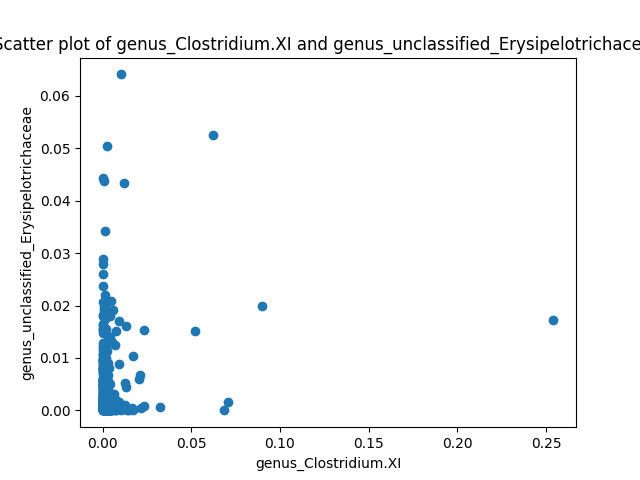 Scatter plot of genus_Clostridium.XI and genus_unclassified_Erysipelotrichace
genus_unclassified_Erysipelotrichaceae
0.06
0.05
0.04
0.03
0.02
0.01
0.00
0.00 0.05 0.10 0.15 0.20 0.25
genus_Clostridium.XI